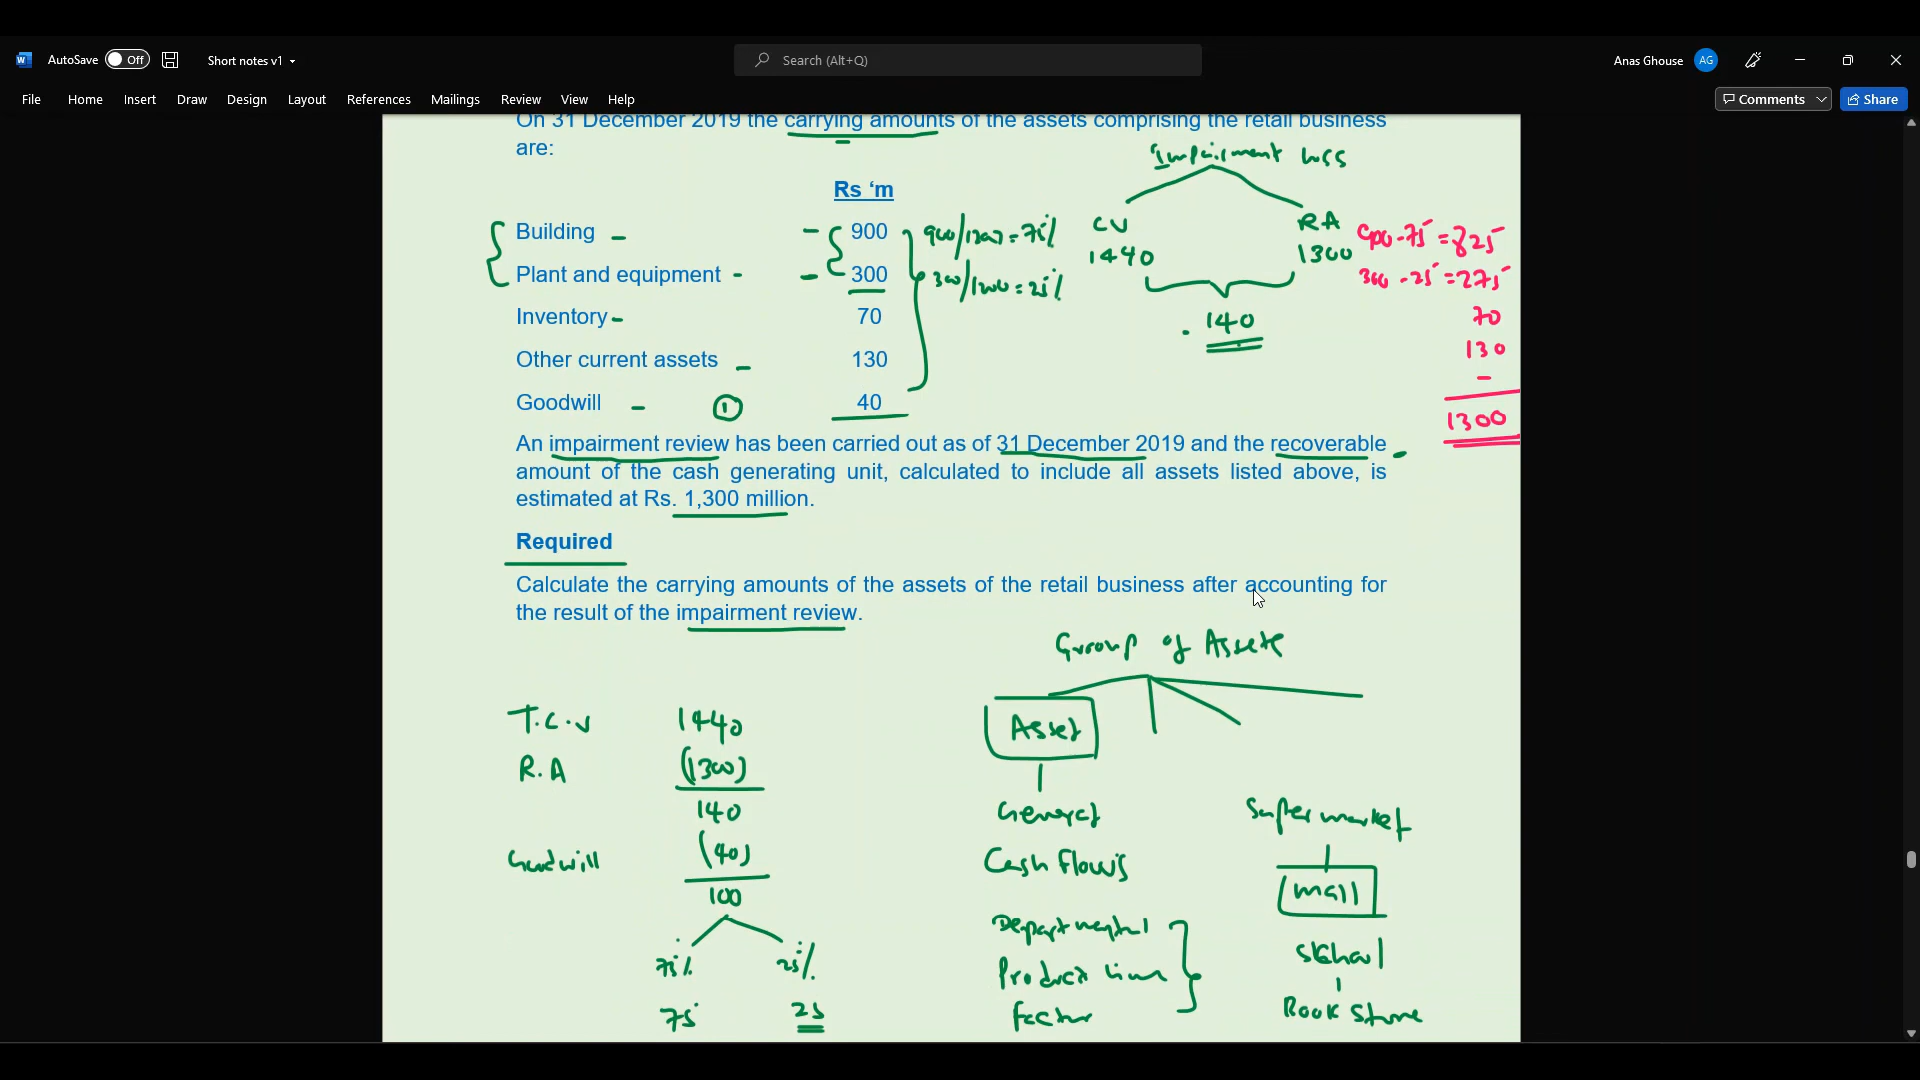 AutoSave Off Short notes v1 Search (Alt+Q) Anas Ghouse AG
File Home Insert Draw Design Layout References Mailings Review View Help Comments Share
On 31 December 2019 the carrying amounts of the assets comprising the retail business
are:
Impairment loss
Rs ‘m
CV RA
1440 1300
Building 900 900/1200 = 75% 900 - 75 = 825
Plant and equipment 300 300/1200 = 25% 300 - 25 = 275
Inventory 70 140 70
Other current assets 130 130
-
Goodwill 1 40 1300
An impairment review has been carried out as of 31 December 2019 and the recoverable
amount of the cash generating unit, calculated to include all assets listed above, is
estimated at Rs. 1,300 million.
Required
Calculate the carrying amounts of the assets of the retail business after accounting for
the result of the impairment review.
Group of Assets
T.C.V 1440 Asset
R.A (1300)
140 Generat Supermarket
Goodwill (40) Cash Flows
100 mall
Departmental
75% 25% Product line School
75 25 Factor Book Store